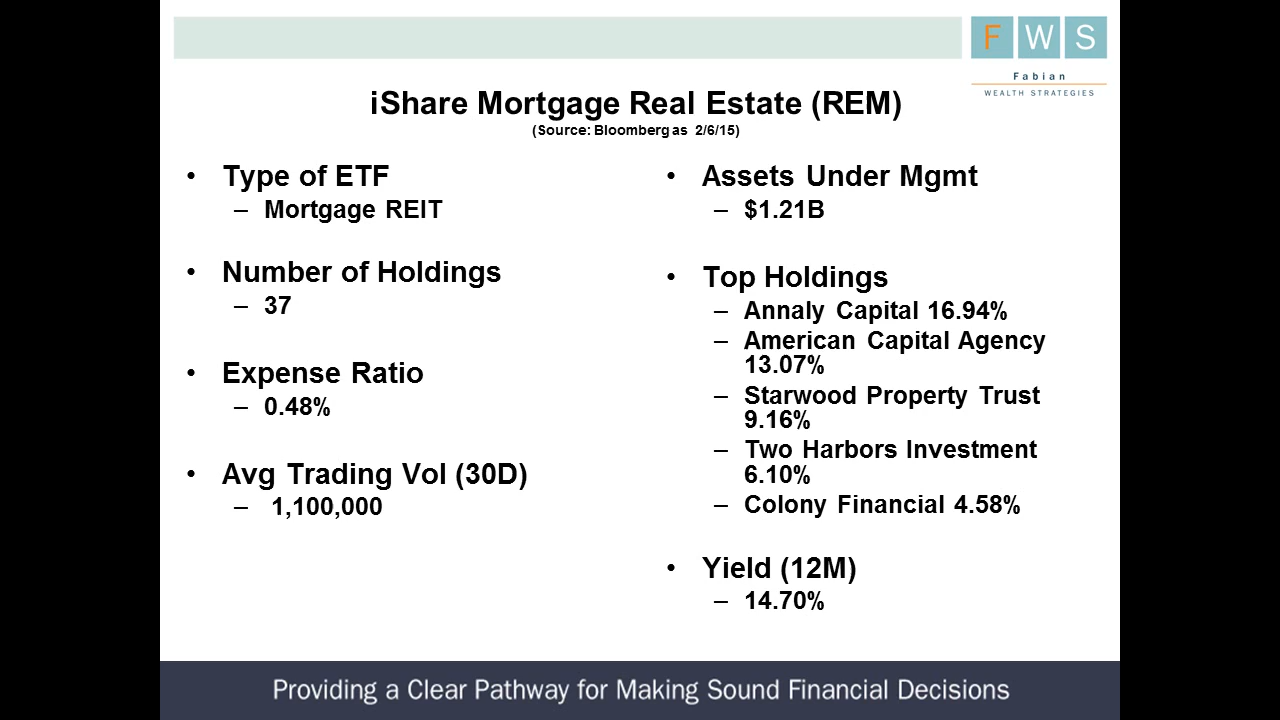 F W S
Fabian
WEALTH STRATEGIES
iShare Mortgage Real Estate (REM)
(Source: Bloomberg as 2/6/15)
• Type of ETF
– Mortgage REIT
• Number of Holdings
– 37
• Expense Ratio
– 0.48%
• Avg Trading Vol (30D)
– 1,100,000
• Assets Under Mgmt
– $1.21B
• Top Holdings
– Annaly Capital 16.94%
– American Capital Agency
13.07%
– Starwood Property Trust
9.16%
– Two Harbors Investment
6.10%
– Colony Financial 4.58%
• Yield (12M)
– 14.70%
Providing a Clear Pathway for Making Sound Financial Decisions